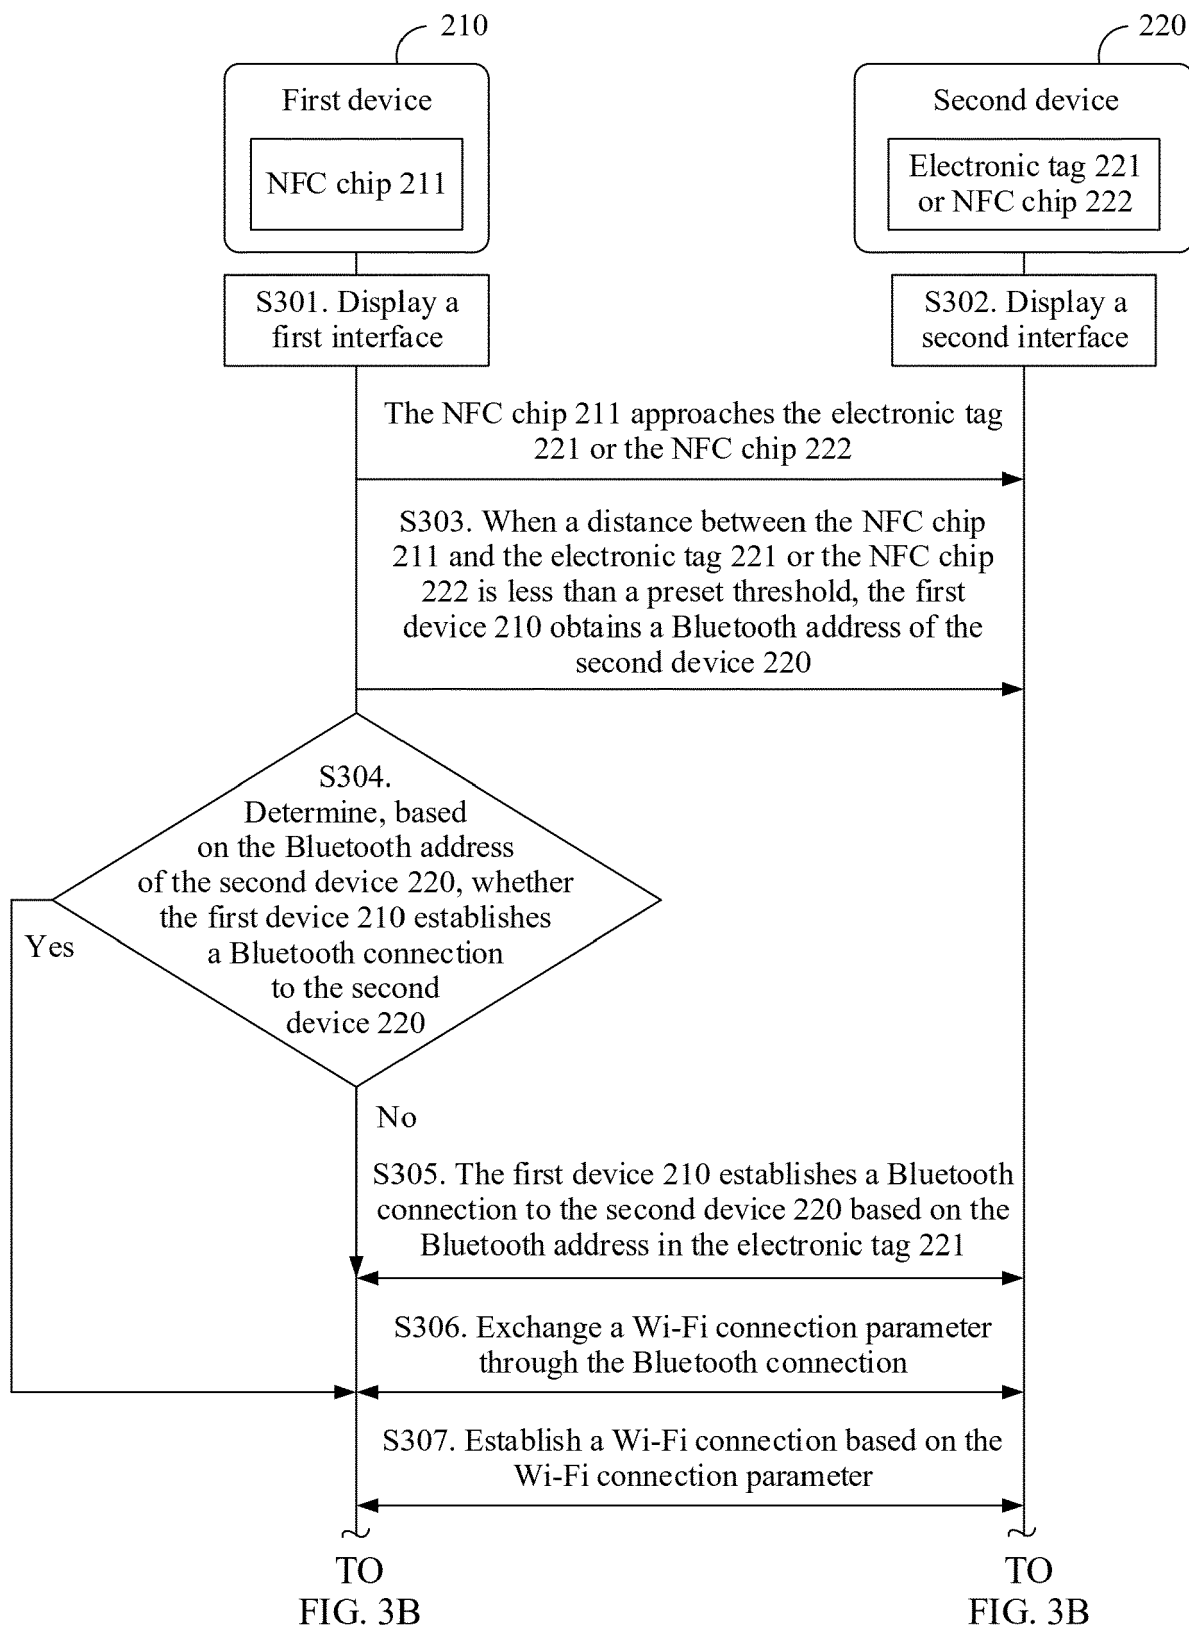 210
220
First device
Second device
NFC chip 211
Electronic tag 221
or NFC chip 222
S301. Display a
first interface
S302. Display a
second interface
The NFC chip 211 approaches the electronic tag
221 or the NFC chip 222
S303. When a distance between the NFC chip
211 and the electronic tag 221 or the NFC chip
222 is less than a preset threshold, the first
device 210 obtains a Bluetooth address of the
second device 220
S304.
Determine, based
on the Bluetooth address
of the second device 220, whether
the first device 210 establishes
a Bluetooth connection
to the second
device 220
Yes
No
S305. The first device 210 establishes a Bluetooth
connection to the second device 220 based on the
Bluetooth address in the electronic tag 221
S306. Exchange a Wi-Fi connection parameter
through the Bluetooth connection
S307. Establish a Wi-Fi connection based on the
Wi-Fi connection parameter
TO
FIG. 3B
TO
FIG. 3B